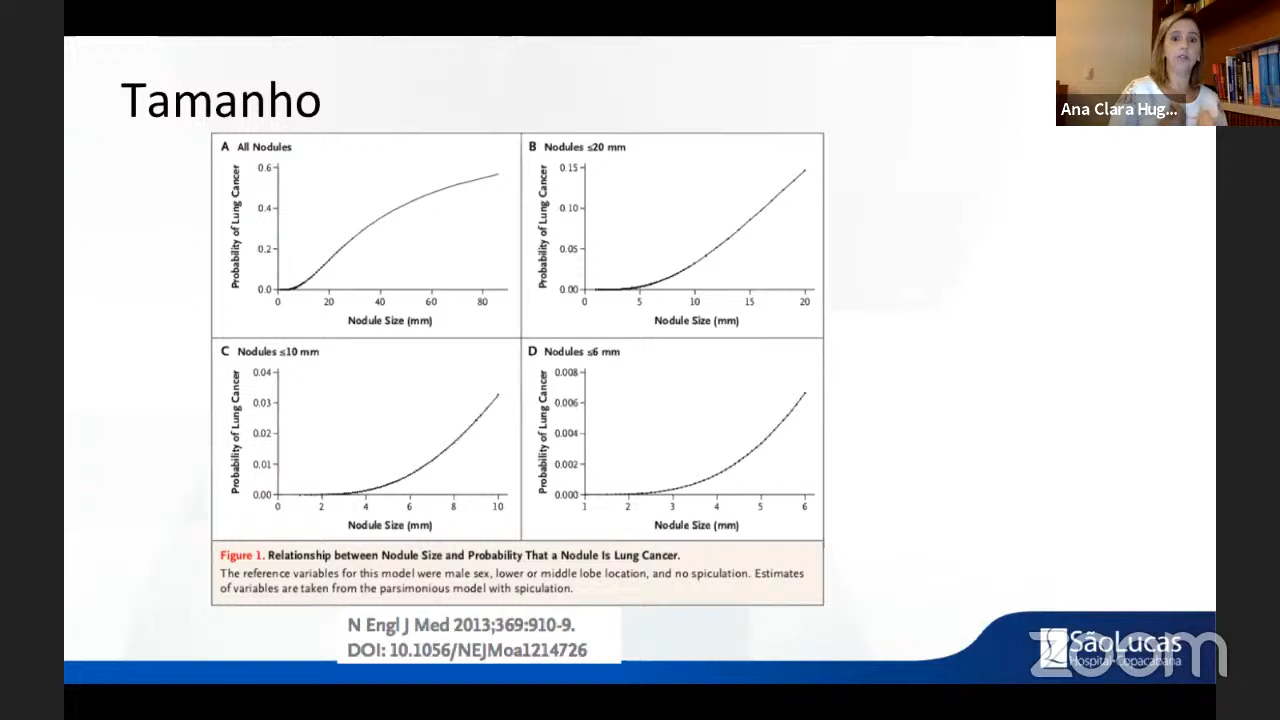 Tamanho
Ana Clara Hug...
A All Nodules
Probability of Lung Cancer
0.6
0.4
0.2
0.0
0 20 40 60 80
Nodule Size (mm)
B Nodules ≤20 mm
Probability of Lung Cancer
0.15
0.10
0.05
0.00
0 5 10 15 20
Nodule Size (mm)
C Nodules ≤10 mm
Probability of Lung Cancer
0.04
0.03
0.02
0.01
0.00
0 2 4 6 8 10
Nodule Size (mm)
D Nodules ≤6 mm
Probability of Lung Cancer
0.008
0.006
0.004
0.002
0.000
1 2 3 4 5 6
Nodule Size (mm)
Figure 1. Relationship between Nodule Size and Probability That a Nodule Is Lung Cancer.
The reference variables for this model were male sex, lower or middle lobe location, and no spiculation. Estimates
of variables are taken from the parsimonious model with spiculation.
N Engl J Med 2013;369:910-9.
DOI: 10.1056/NEJMoa1214726
SãoLucas
Hospital·Copacabana
zoom